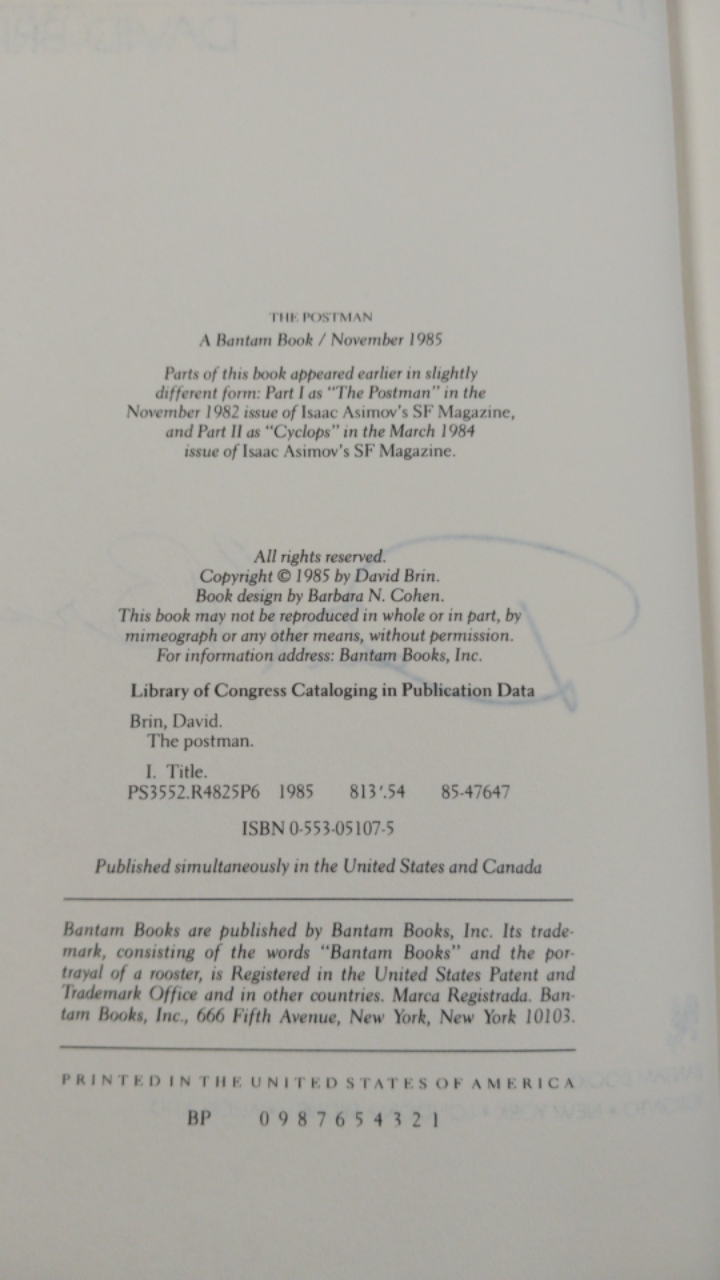 THE POSTMAN
A Bantam Book / November 1985
Parts of this book appeared earlier in slightly
different form: Part I as "The Postman" in the
November 1982 issue of Isaac Asimov's SF Magazine,
and Part II as "Cyclops" in the March 1984
issue of Isaac Asimov's SF Magazine.
All rights reserved.
Copyright © 1985 by David Brin.
Book design by Barbara N. Cohen.
This book may not be reproduced in whole or in part, by
mimeograph or any other means, without permission.
For information address: Bantam Books, Inc.
Library of Congress Cataloging in Publication Data
Brin, David.
The postman.
I. Title.
PS3552.R4825P6 1985 813'.54 85-47647
ISBN 0-553-05107-5
Published simultaneously in the United States and Canada
Bantam Books are published by Bantam Books, Inc. Its trade-
mark, consisting of the words "Bantam Books" and the por-
trayal of a rooster, is Registered in the United States Patent and
Trademark Office and in other countries. Marca Registrada. Ban-
tam Books, Inc., 666 Fifth Avenue, New York, New York 10103.
PRINTED IN THE UNITED STATES OF AMERICA
BP 0 9 8 7 6 5 4 3 2 1